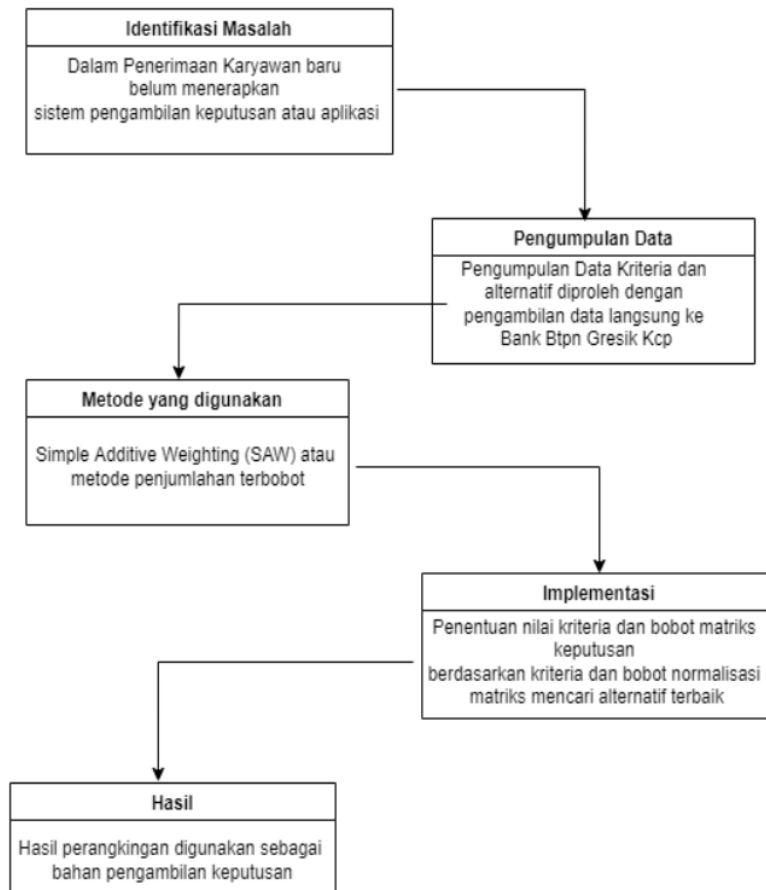 Identifikasi Masalah
Dalam Penerimaan Karyawan baru
belum menerapkan
sistem pengambilan keputusan atau aplikasi
Pengumpulan Data
Pengumpulan Data Kriteria dan
alternatif diproleh dengan
pengambilan data langsung ke
Bank Btpn Gresik Kcp
Metode yang digunakan
Simple Additive Weighting (SAW) atau
metode penjumlahan terbobot
Implementasi
Penentuan nilai kriteria dan bobot matriks
keputusan
berdasarkan kriteria dan bobot normalisasi
matriks mencari alternatif terbaik
Hasil
Hasil perangkingan digunakan sebagai
bahan pengambilan keputusan